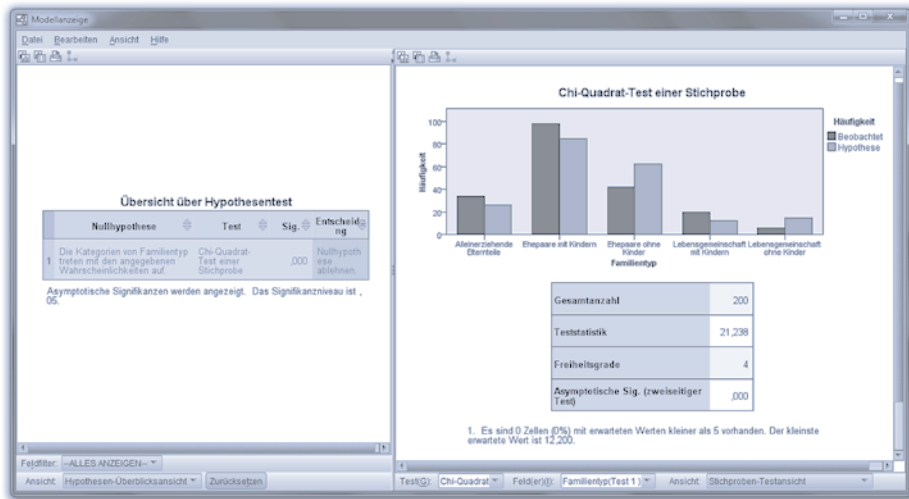 Modellanzeige
Datei Bearbeiten Ansicht Hilfe
Übersicht über Hypothesentest
Nullhypothese Test Sig. Entscheidu
ng
1 Die Kategorien von Familientyp treten mit den angegebenen Wahrscheinlichkeiten auf. Chi-Quadrat-Test einer Stichprobe ,000 Nullhypothese ablehnen.
Asymptotische Signifikanzen werden angezeigt. Das Signifikanzniveau ist ,
05.
Feldfilter: --ALLES ANZEIGEN--
Ansicht: Hypothesen-Überblicksansicht Zurücksetzen
Chi-Quadrat-Test einer Stichprobe
Häufigkeit
100
80
60
40
20
0
Häufigkeit
Beobachtet
Hypothese
Alleinerziehende Elternteile
Ehepaare mit Kindern
Ehepaare ohne Kinder
Lebensgemeinschaft mit Kindern
Lebensgemeinschaft ohne Kinder
Familientyp
Gesamtanzahl 200
Teststatistik 21,238
Freiheitsgrade 4
Asymptotische Sig. (zweiseitiger Test) ,000
1. Es sind 0 Zellen (0%) mit erwarteten Werten kleiner als 5 vorhanden. Der kleinste
erwartete Wert ist 12,200.
Test(G): Chi-Quadrat Feld(er)(I): Familientyp(Test 1) Ansicht: Stichproben-Testansicht